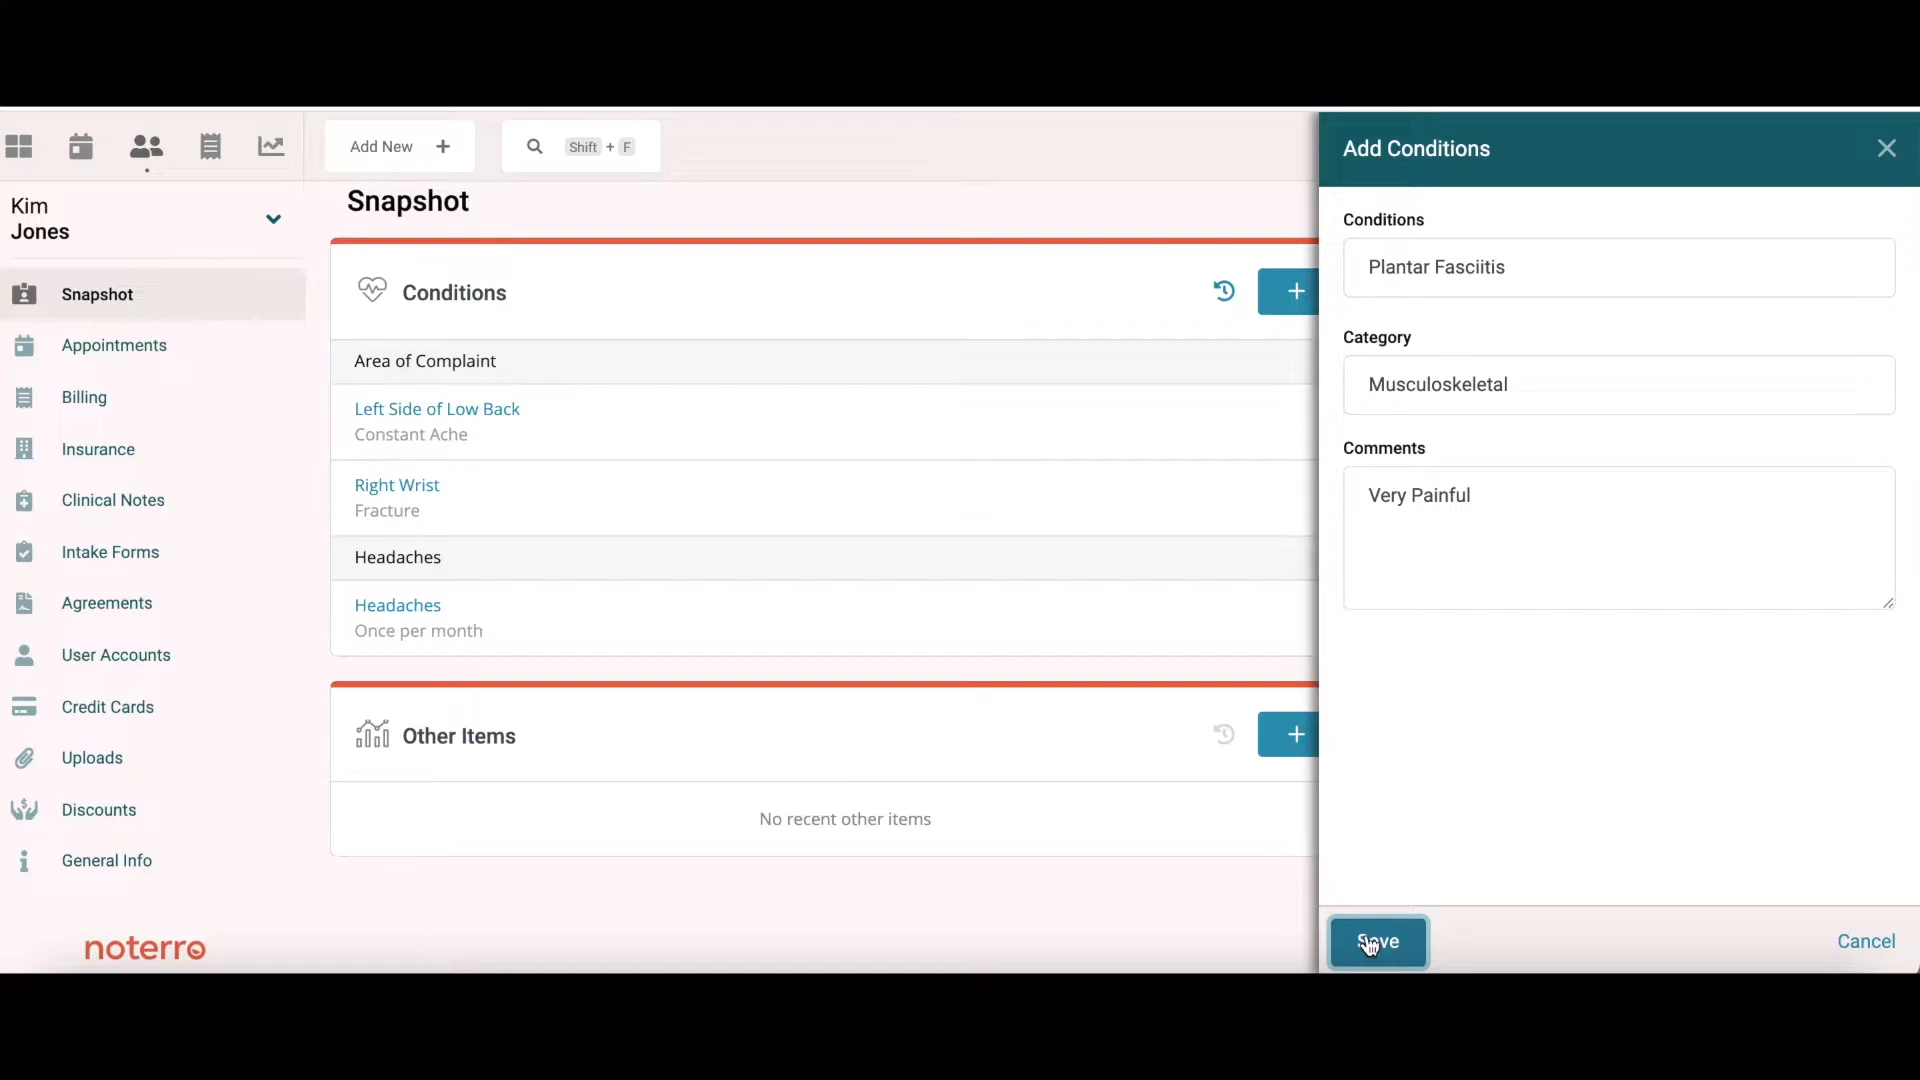 Add New +
Shift + F
Kim
Jones
Snapshot
Appointments
Billing
Insurance
Clinical Notes
Intake Forms
Agreements
User Accounts
Credit Cards
Uploads
Discounts
General Info
noterro
Snapshot
Conditions
Area of Complaint
Left Side of Low Back
Constant Ache
Right Wrist
Fracture
Headaches
Headaches
Once per month
Other Items
No recent other items
Add Conditions
Conditions
Plantar Fasciitis
Category
Musculoskeletal
Comments
Very Painful
Save
Cancel